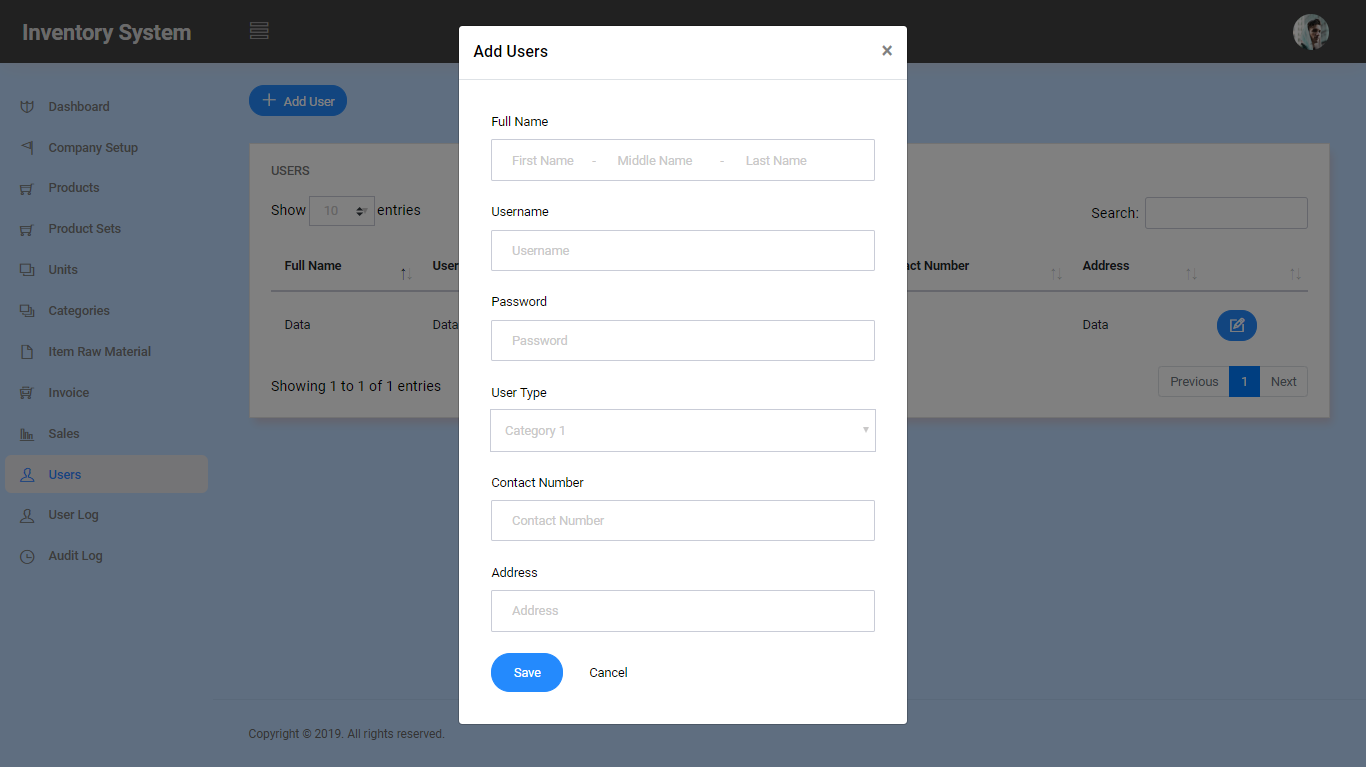 Inventory System
Add Users
×
Dashboard
Company Setup
Products
Product Sets
Units
Categories
Item Raw Material
Invoice
Sales
Users
User Log
Audit Log
Add User
USERS
Show 10 entries
Search:
Full Name
Address
Data Data Data
Showing 1 to 1 of 1 entries
Previous 1 Next
Full Name
First Name - Middle Name - Last Name
Username
Username
Password
Password
User Type
Category 1
Contact Number
Contact Number
Address
Address
Save Cancel
Copyright © 2019. All rights reserved.